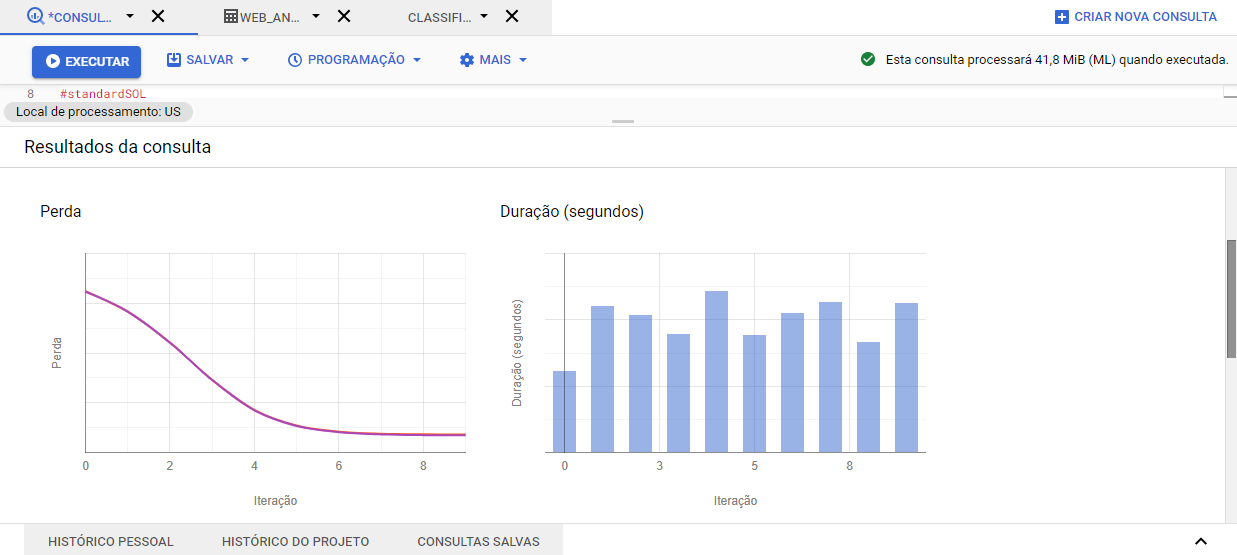 *CONSUL... WEB_AN... CLASSIFI... CRIAR NOVA CONSULTA
EXECUTAR SALVAR PROGRAMAÇÃO MAIS Esta consulta processará 41,8 MiB (ML) quando executada.
8 #standardSQL
Local de processamento: US
Resultados da consulta
Perda
Perda
0 2 4 6 8
Iteração
Duração (segundos)
Duração (segundos)
0 3 5 8
Iteração
HISTÓRICO PESSOAL HISTÓRICO DO PROJETO CONSULTAS SALVAS